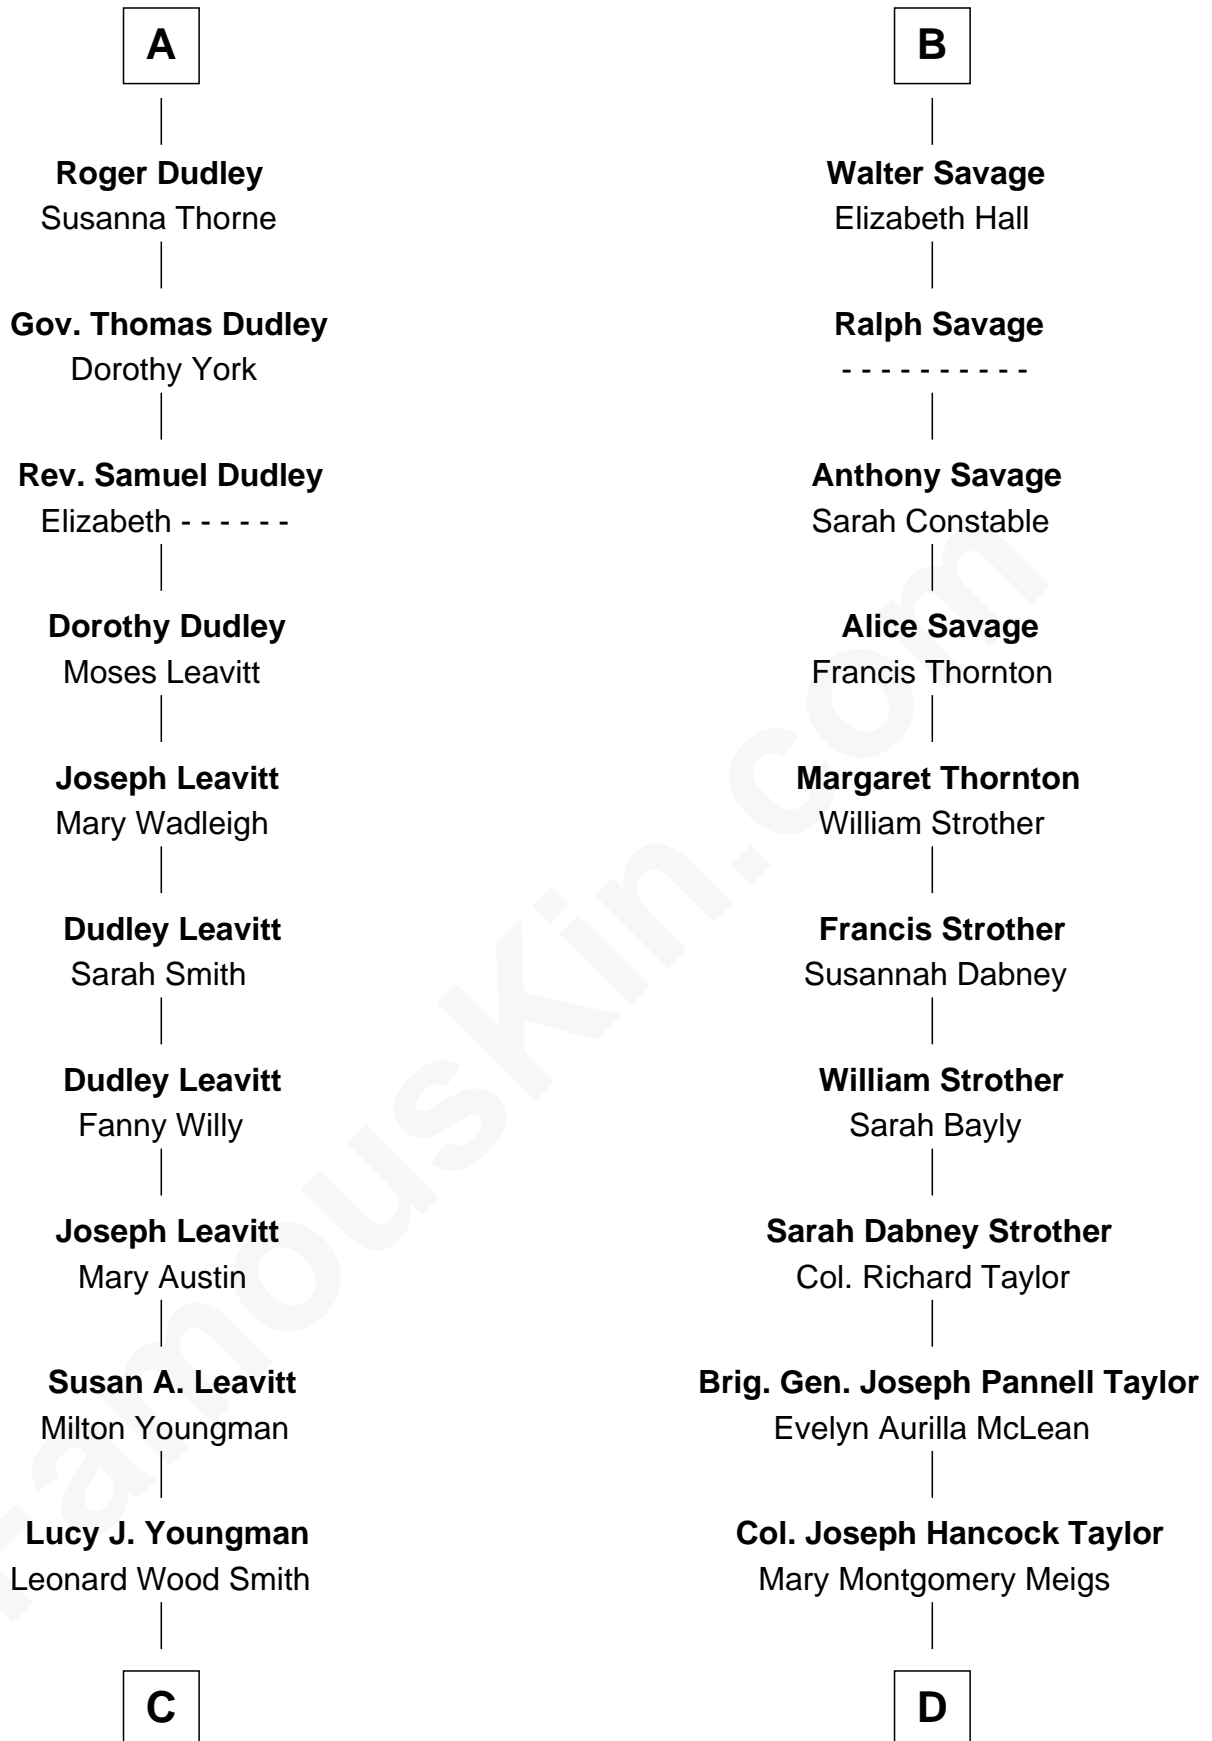 A
Roger Dudley
Susanna Thorne
Gov. Thomas Dudley
Dorothy York
Rev. Samuel Dudley
Elizabeth - - - - - -
Dorothy Dudley
Moses Leavitt
Joseph Leavitt
Mary Wadleigh
Dudley Leavitt
Sarah Smith
Dudley Leavitt
Fanny Willy
Joseph Leavitt
Mary Austin
Susan A. Leavitt
Milton Youngman
Lucy J. Youngman
Leonard Wood Smith
C
B
Walter Savage
Elizabeth Hall
Ralph Savage
- - - - - - - - - -
Anthony Savage
Sarah Constable
Alice Savage
Francis Thornton
Margaret Thornton
William Strother
Francis Strother
Susannah Dabney
William Strother
Sarah Bayly
Sarah Dabney Strother
Col. Richard Taylor
Brig. Gen. Joseph Pannell Taylor
Evelyn Aurilla McLean
Col. Joseph Hancock Taylor
Mary Montgomery Meigs
D
FamousKin.com